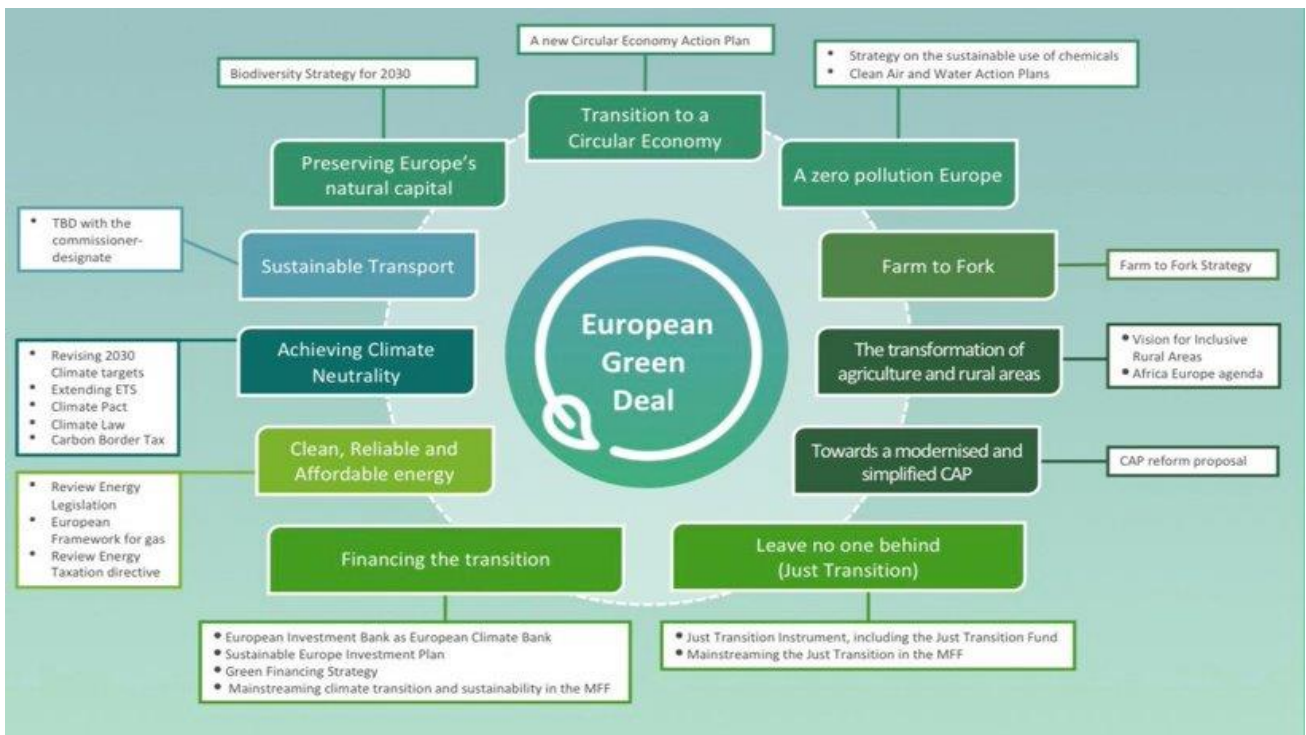 A new Circular Economy Action Plan
Biodiversity Strategy for 2030
• Strategy on the sustainable use of chemicals
• Clean Air and Water Action Plans
Transition to a
Circular Economy
Preserving Europe's
natural capital
A zero pollution Europe
• TBD with the
commissioner-
designate
Sustainable Transport
Farm to Fork
Farm to Fork Strategy
European
Green
Deal
• Revising 2030
Climate targets
• Extending ETS
• Climate Pact
• Climate Law
• Carbon Border Tax
Achieving Climate
Neutrality
The transformation of
agriculture and rural areas
• Vision for Inclusive
Rural Areas
• Africa Europe agenda
Clean, Reliable and
Affordable energy
Towards a modernised and
simplified CAP
CAP reform proposal
• Review Energy
Legislation
• European
Framework for gas
• Review Energy
Taxation directive
Financing the transition
Leave no one behind
(Just Transition)
• European Investment Bank as European Climate Bank
• Sustainable Europe Investment Plan
• Green Financing Strategy
• Mainstreaming climate transition and sustainability in the MFF
• Just Transition Instrument, including the Just Transition Fund
• Mainstreaming the Just Transition in the MFF